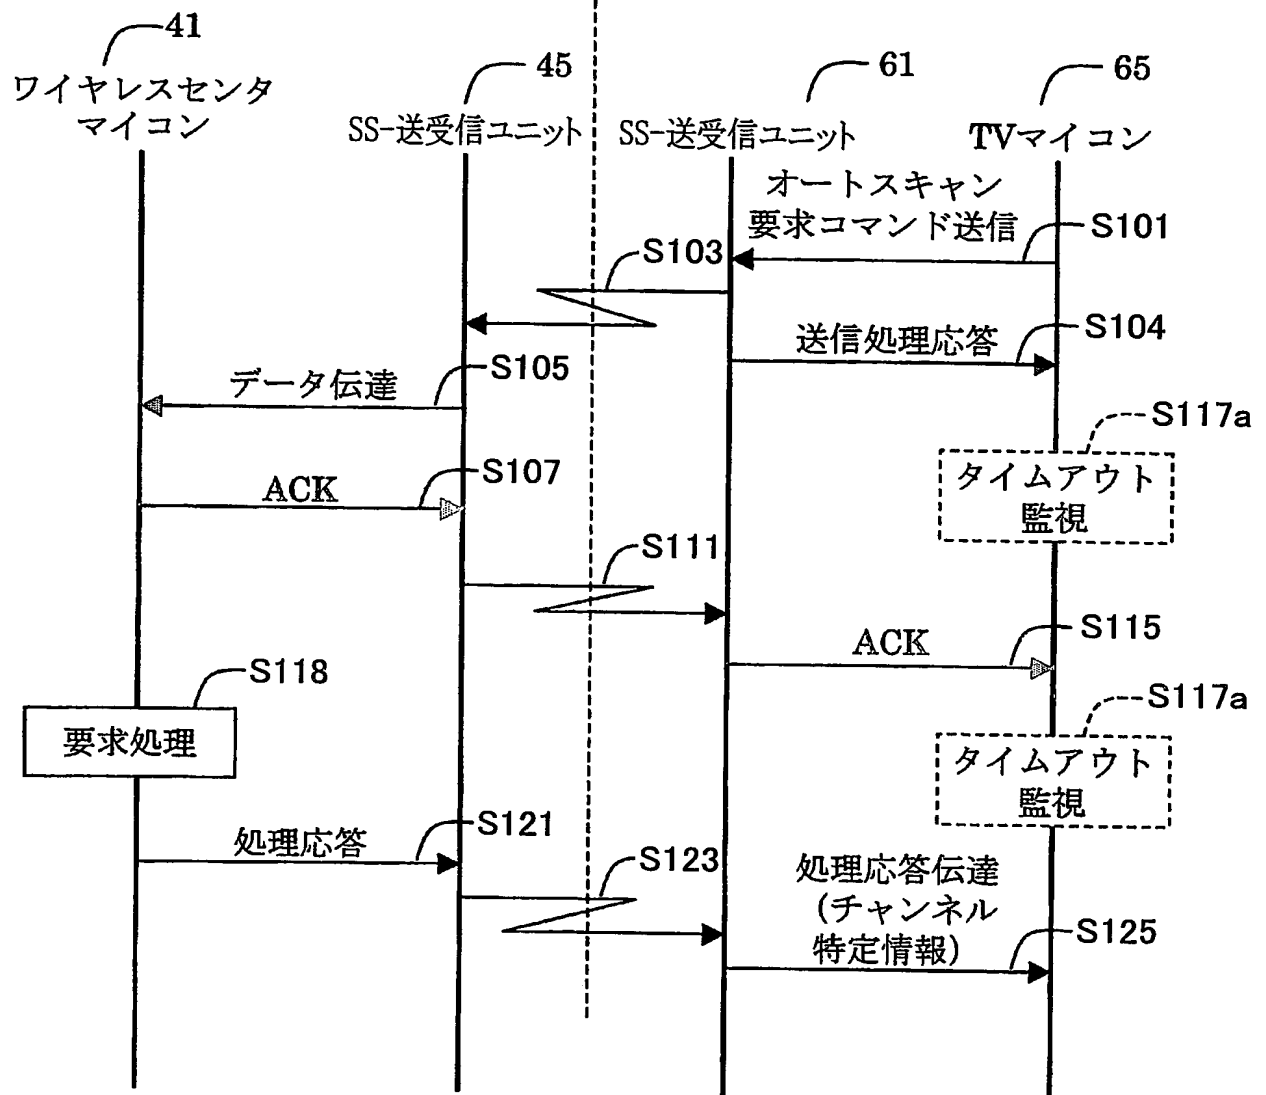 41
ワイヤレスセンタ
マイコン
45
SS-送受信ユニット
61
SS-送受信ユニット
65
TVマイコン
オートスキャン
要求コマンド送信
S101
S103
送信処理応答
S104
データ伝達
S105
S117a
タイムアウト
監視
ACK
S107
S111
ACK
S115
S118
要求処理
S117a
タイムアウト
監視
処理応答
S121
S123
処理応答伝達
(チャンネル
特定情報)
S125